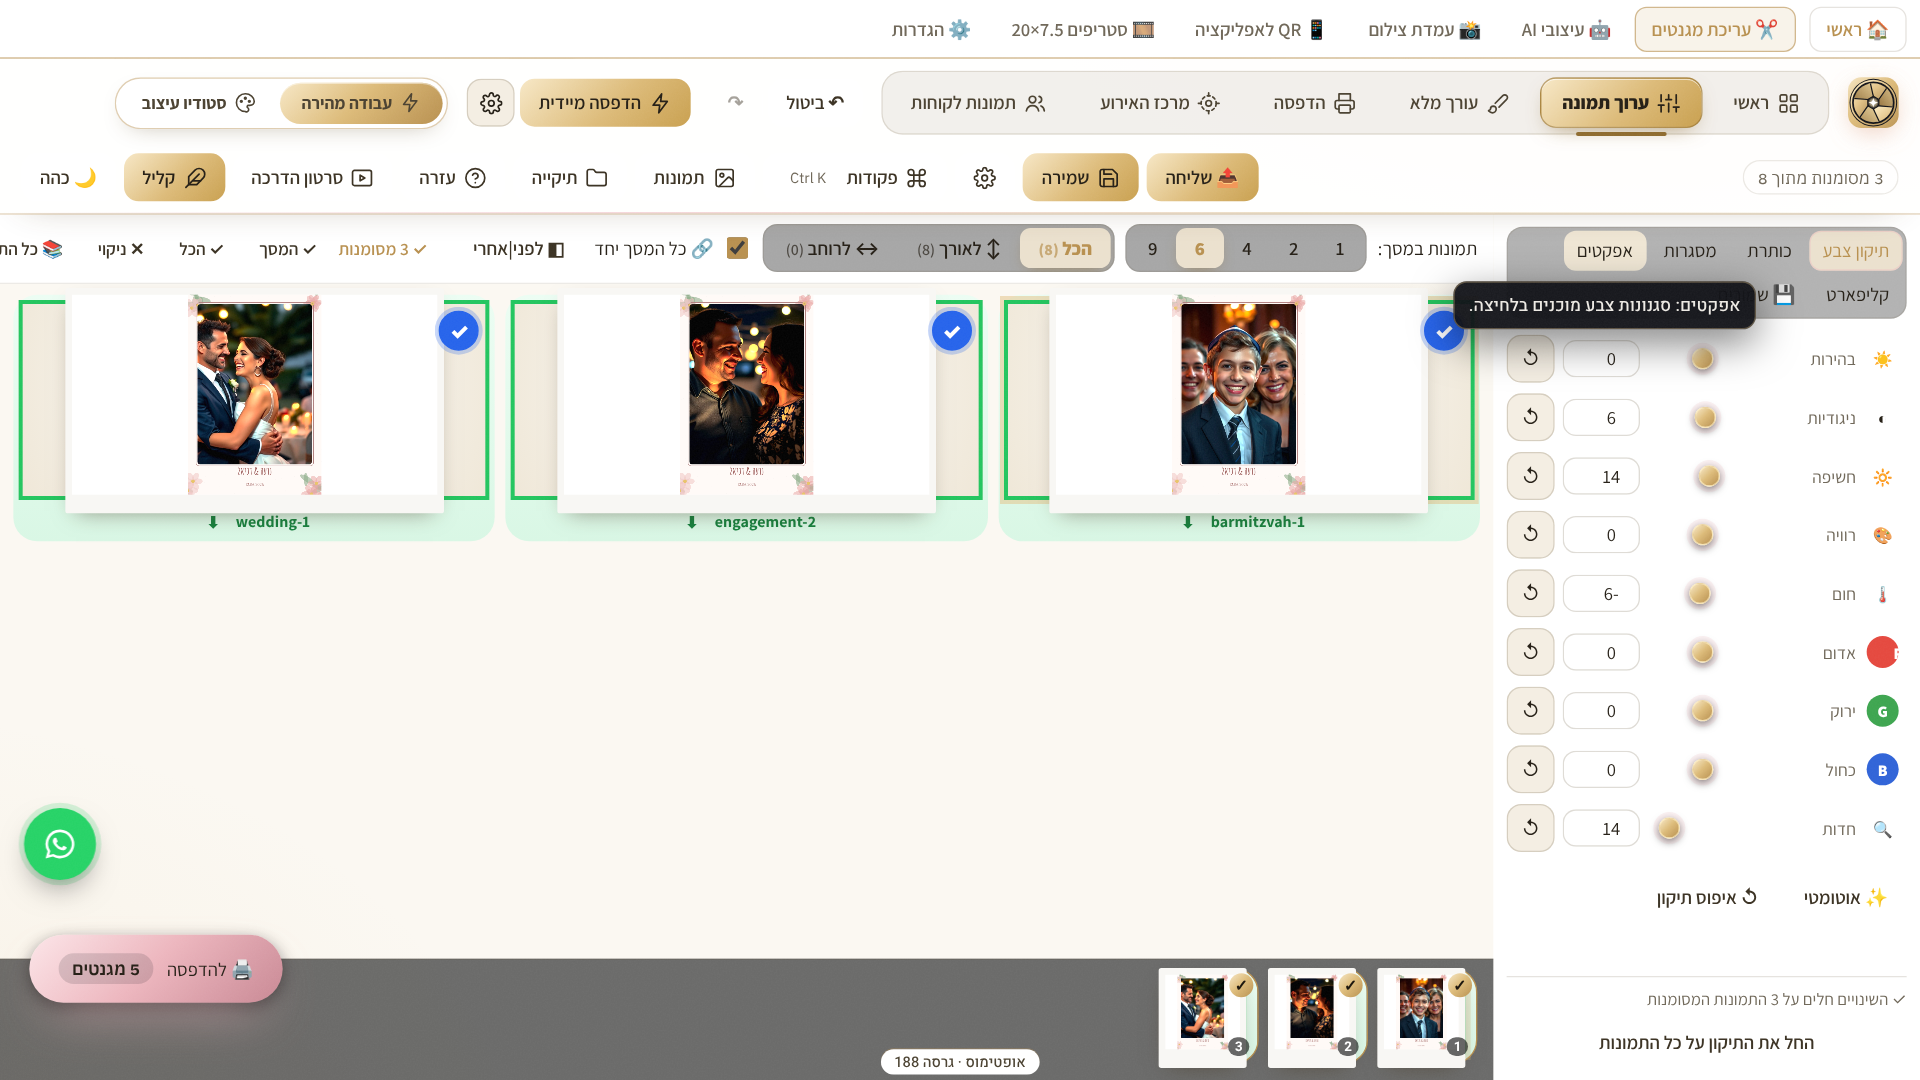 🏠 ראשי
✂️ עריכת מגנטים
🤖 עיצובי AI
📸 עמדת צילום
📱 QR לאפליקציה
🎞️ סטריפים 7.5×20
⚙️ הגדרות
ראשי
ערוך תמונה
עורך מלא
הדפסה
מרכז האירוע
תמונות לקוחות
↶ ביטול
↷
הדפסה מיידית
עבודה מהירה
סטודיו עיצוב
3 מסומנות מתוך 8
📤 שליחה
שמירה
פקודות Ctrl K
תמונות
תיקייה
עזרה
סרטון הדרכה
קליל
🌙 כהה
תיקון צבע
כותרת
מסגרות
אפקטים
קליפארט
אפקטים: סגנונות צבע מוכנים בלחיצה.
תמונות במסך:
1
2
4
6
9
הכל (8)
לאורך (8)
לרוחב (0)
🔗 כל המסך יחד
לפני|אחרי
✓ 3 מסומנות
✓ המסך
✓ הכל
✕ ניקוי
barmitzvah-1 ⬇
engagement-2 ⬇
wedding-1 ⬇
בהירות 0
ניגודיות 6
חשיפה 14
רוויה 0
חום -6
אדום 0
G ירוק 0
B כחול 0
חדות 14
✨ אוטומטי
↺ איפוס תיקון
✓ השינויים חלים על 3 התמונות המסומנות
החל את התיקון על כל התמונות
1
2
3
🖨️ להדפסה 5 מגנטים
אופטימוס · גרסה 188